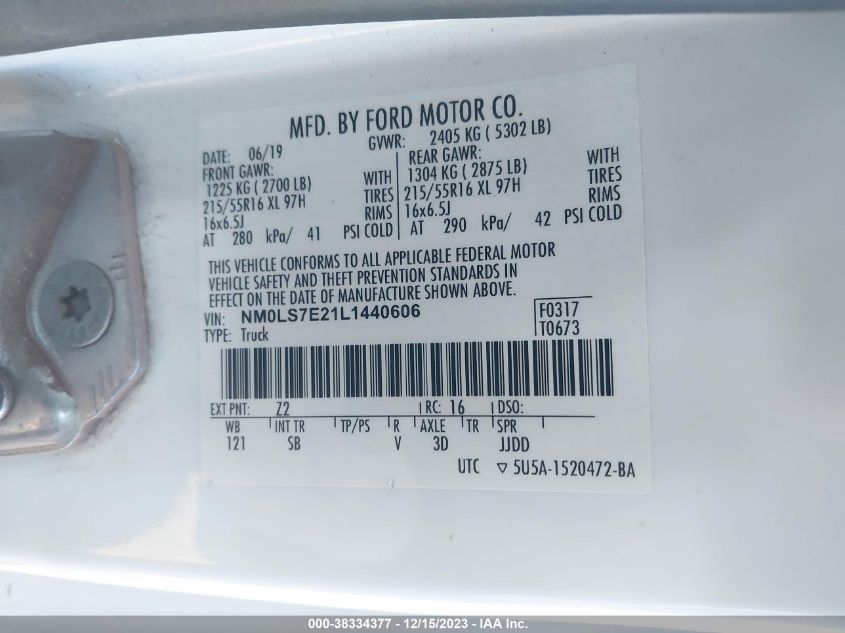 MFD. BY FORD MOTOR CO.
DATE: 06/19 GVWR: 2405 KG ( 5302 LB)
FRONT GAWR: 1225 KG ( 2700 LB) WITH
215/55R16 XL 97H TIRES
16x6.5J RIMS
AT 280 kPa/ 41 PSI COLD
REAR GAWR: 1304 KG ( 2875 LB) WITH
215/55R16 XL 97H TIRES
16x6.5J RIMS
AT 290 kPa/ 42 PSI COLD
THIS VEHICLE CONFORMS TO ALL APPLICABLE FEDERAL MOTOR
VEHICLE SAFETY AND THEFT PREVENTION STANDARDS IN
EFFECT ON THE DATE OF MANUFACTURE SHOWN ABOVE.
VIN: NM0LS7E21L1440606 F0317
TYPE: Truck T0673
EXT PNT: Z2 RC: 16 DSO:
WB INT TR TP/PS R AXLE TR SPR
121 SB V 3D JJDD
UTC ▽ 5U5A-1520472-BA
000-38334377 - 12/15/2023 - IAA Inc.